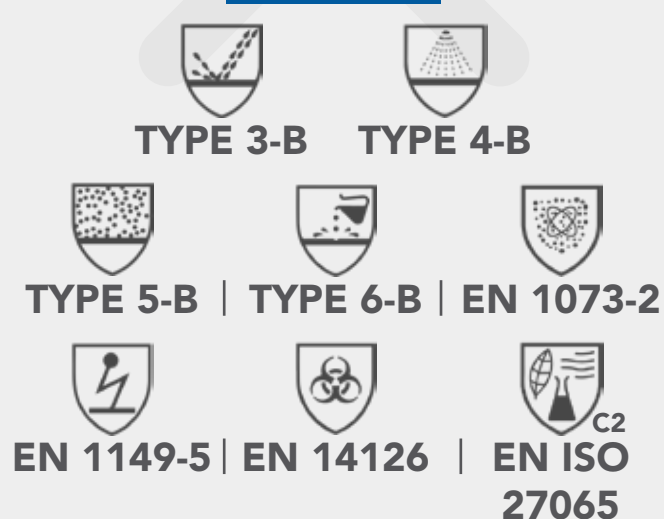 TYPE 3-B TYPE 4-B
TYPE 5-B | TYPE 6-B | EN 1073-2
C2
EN 1149-5 | EN 14126 | EN ISO
27065